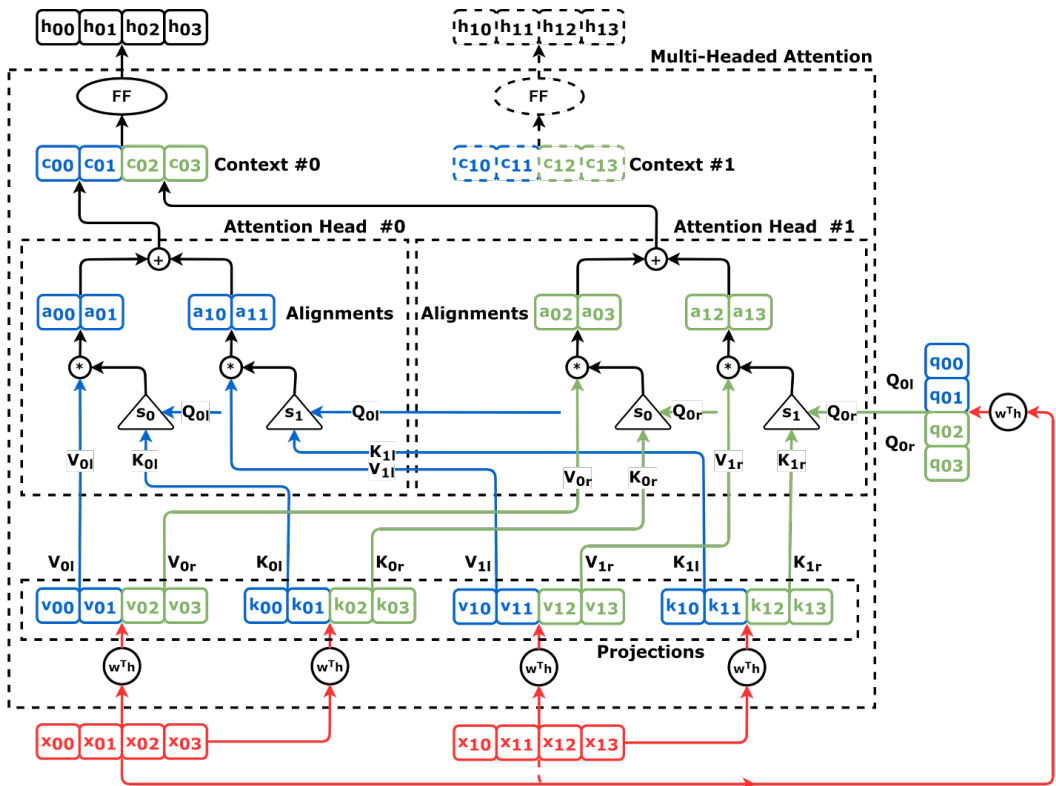 h00 h01 h02 h03
h10 h11 h12 h13
Multi-Headed Attention
FF
FF
c00 c01 c02 c03
Context #0
c10 c11 c12 c13
Context #1
Attention Head #0
Attention Head #1
+
+
a00 a01
a10 a11
Alignments
Alignments
a02 a03
a12 a13
*
*
*
*
q00
q01
q02
q03
Q0l
Q0r
wTh
s0
Q0l
s1
Q0l
s0
Q0r
s1
Q0r
V0l
K0l
K1l
V1l
V0r
K0r
V1r
K1r
V0l
V0r
K0l
K0r
V1l
V1r
K1l
K1r
v00 v01 v02 v03
k00 k01 k02 k03
v10 v11 v12 v13
k10 k11 k12 k13
Projections
wTh
wTh
wTh
wTh
x00 x01 x02 x03
x10 x11 x12 x13